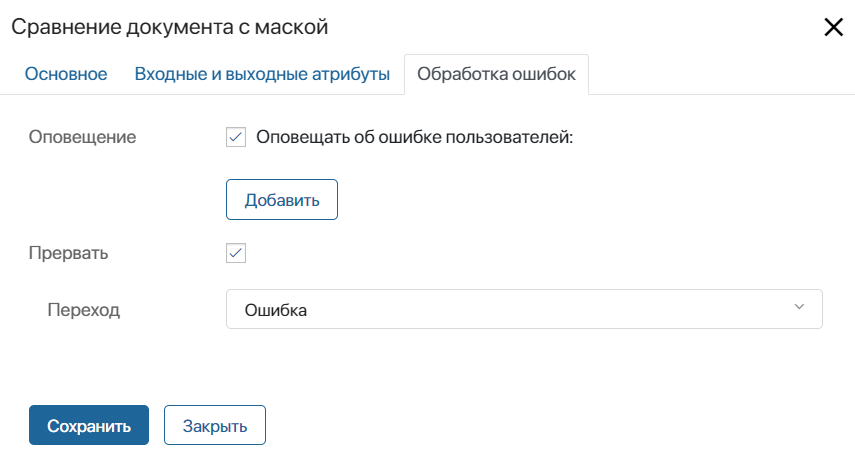 Сравнение документа с маской
Основное Входные и выходные атрибуты Обработка ошибок
Оповещение Оповещать об ошибке пользователей:
Добавить
Прервать
Переход Ошибка
Сохранить Закрыть